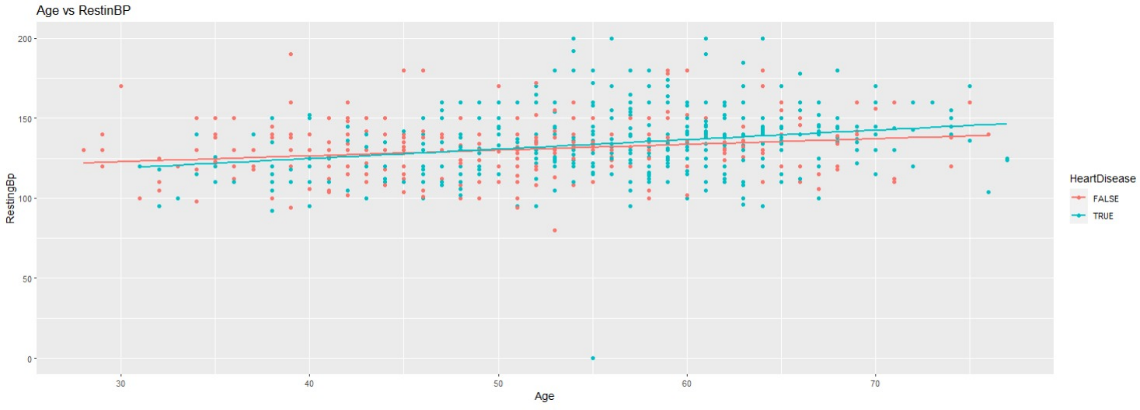 Age vs RestinBP
200
150
100
50
0
RestingBp
30
40
50
60
70
Age
HeartDisease
FALSE
TRUE